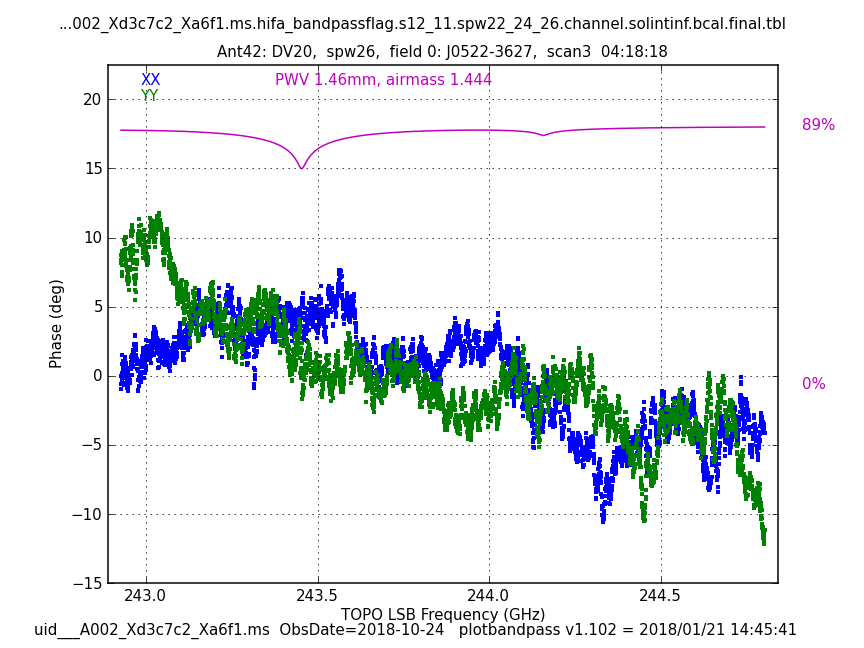 ...002_Xd3c7c2_Xa6f1.ms.hifa_bandpassflag.s12_11.spw22_24_26.channel.solintinf.bcal.final.tbl
Ant42: DV20,  spw26,  field 0: J0522-3627,  scan3  04:18:18
XX
PWV 1.46mm, airmass 1.444
YY
20
89%
15
10
5
Phase (deg)
0
0%
−5
−10
−15
243.0
243.5
244.0
244.5
TOPO LSB Frequency (GHz)
uid___A002_Xd3c7c2_Xa6f1.ms  ObsDate=2018-10-24   plotbandpass v1.102 = 2018/01/21 14:45:41